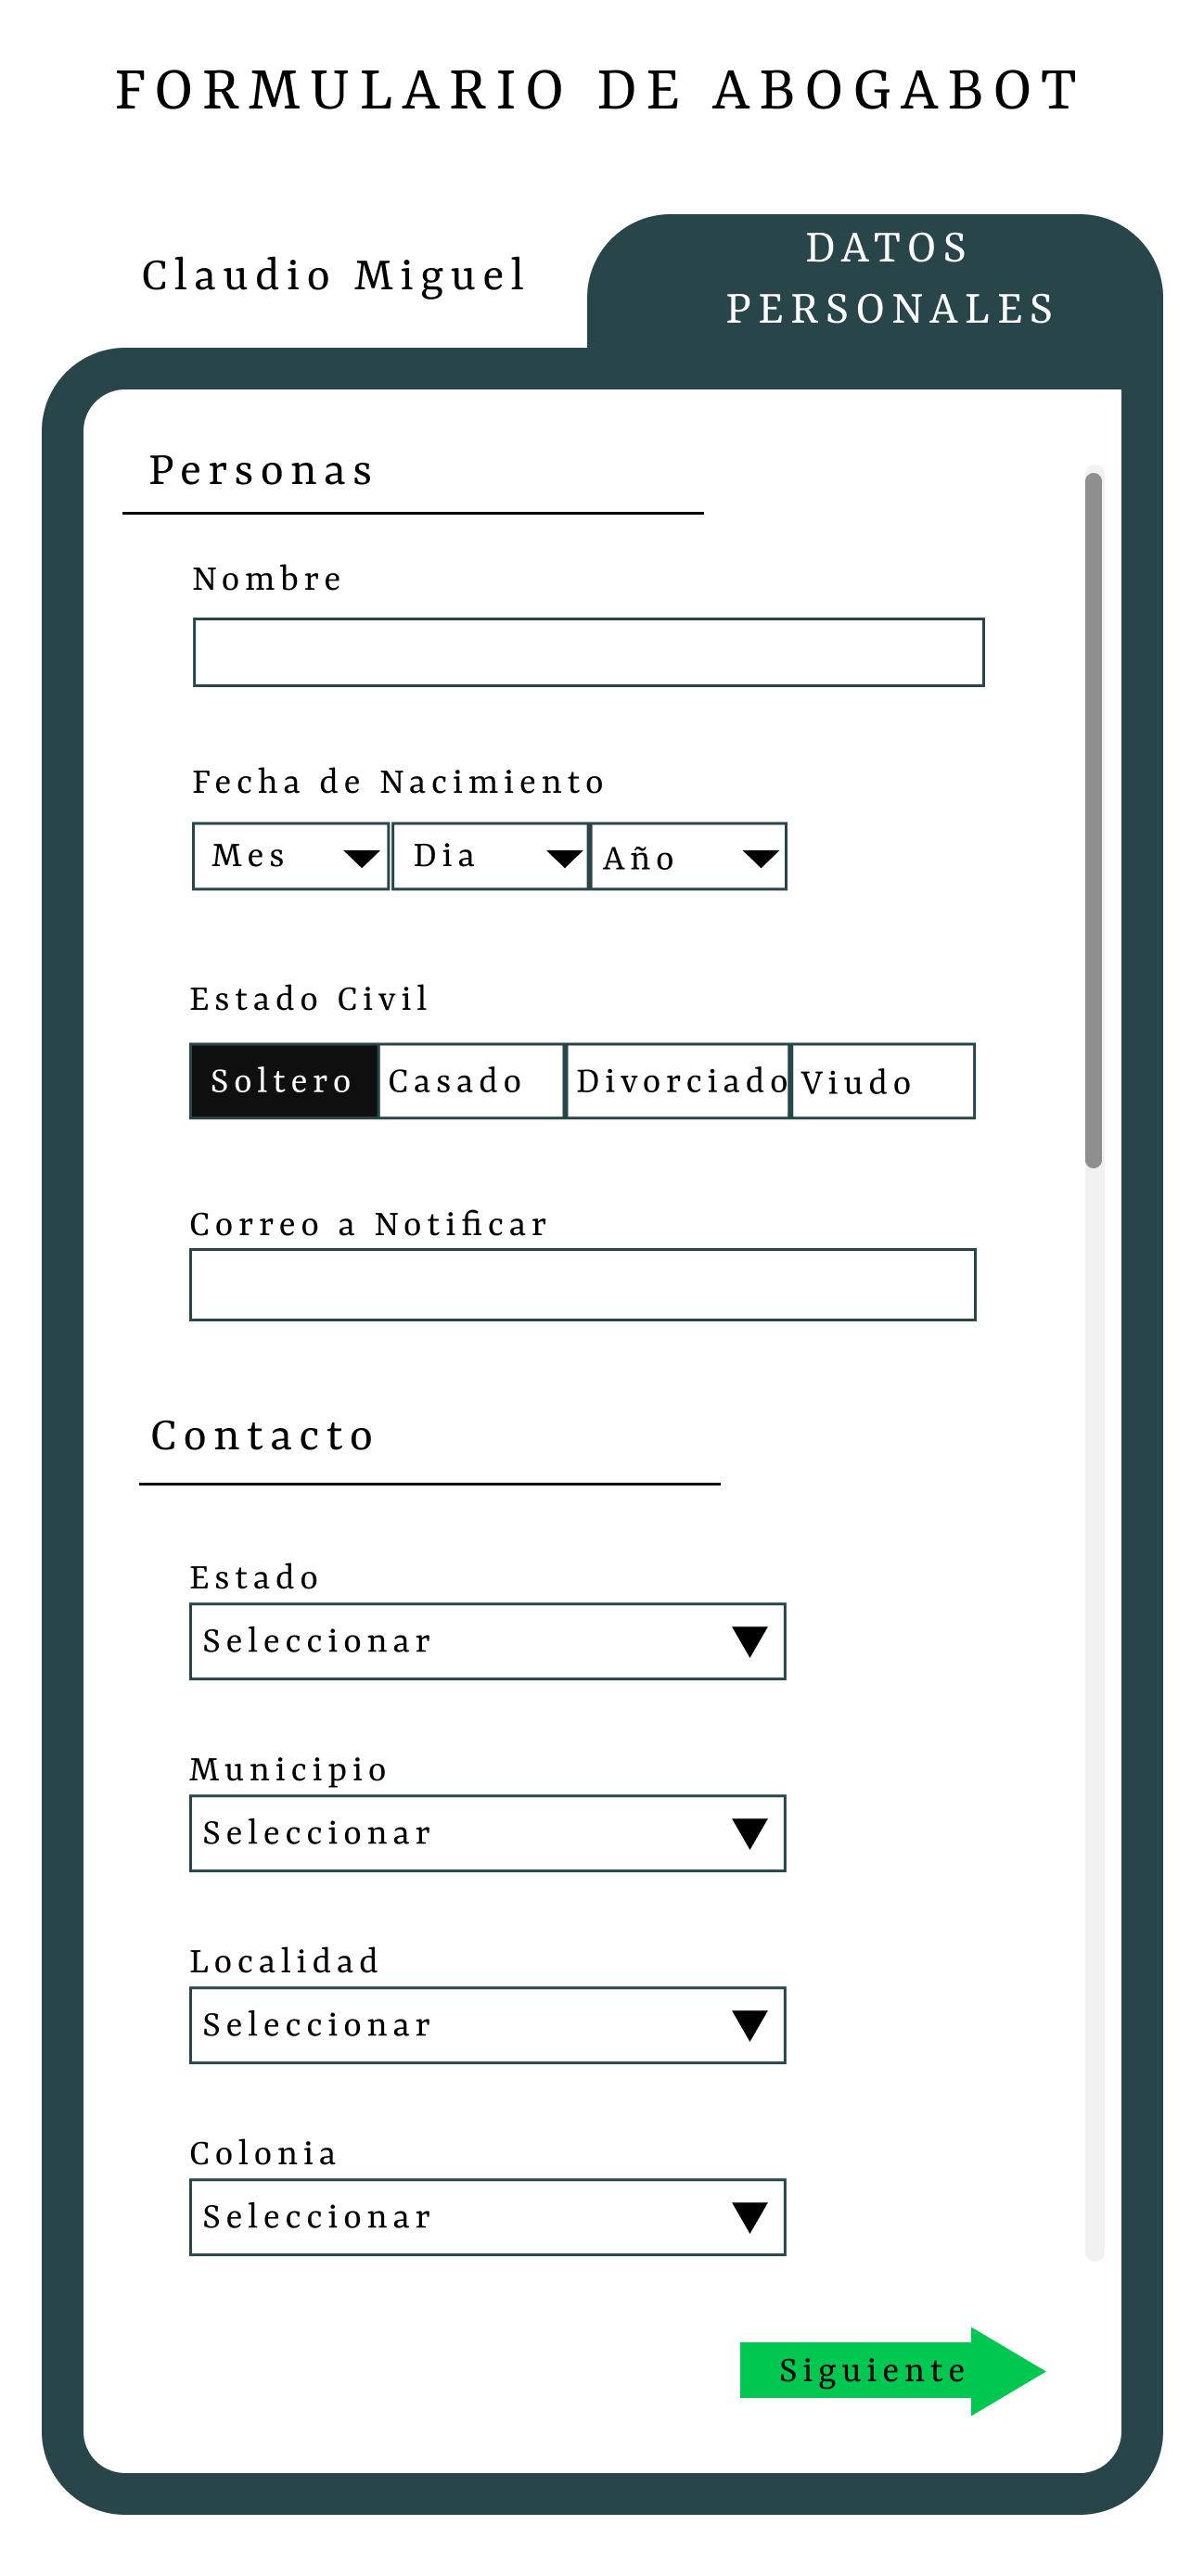 FORMULARIO DE ABOGABOT
Claudio Miguel
DATOS
PERSONALES
Personas
Nombre
Fecha de Nacimiento
Mes Dia Año
Estado Civil
Soltero Casado Divorciado Viudo
Correo a Notificar
Contacto
Estado
Seleccionar
Municipio
Seleccionar
Localidad
Seleccionar
Colonia
Seleccionar
Siguiente